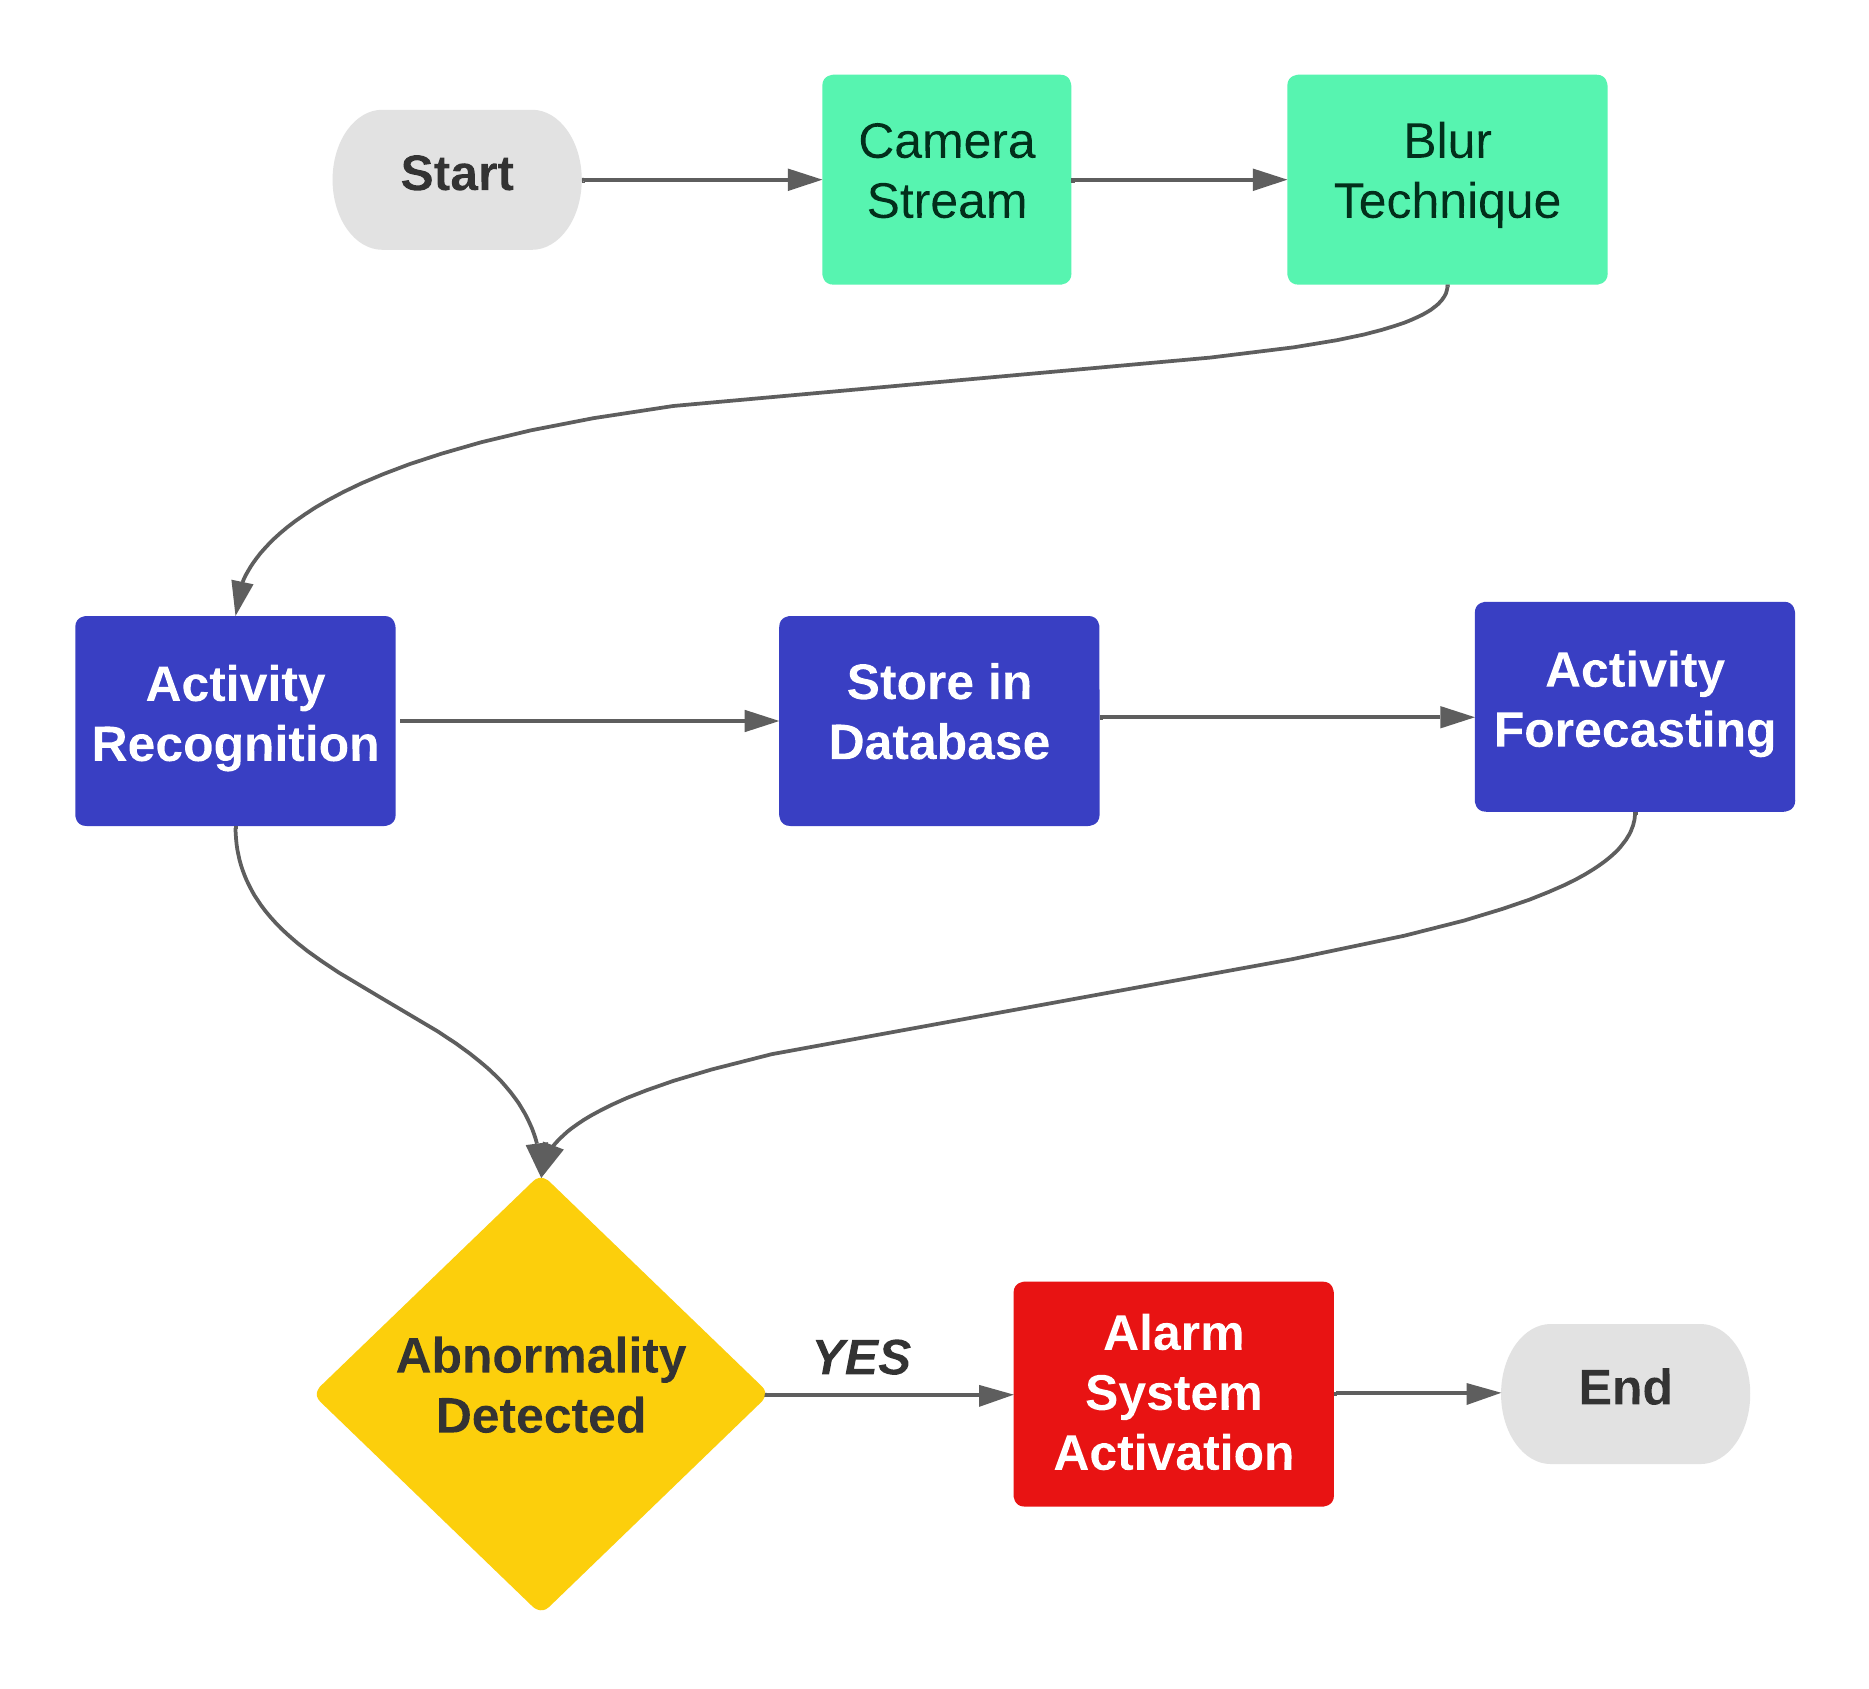 Start
Camera
Stream
Blur
Technique
Activity
Recognition
Store in
Database
Activity
Forecasting
Abnormality
Detected
YES
Alarm
System
Activation
End